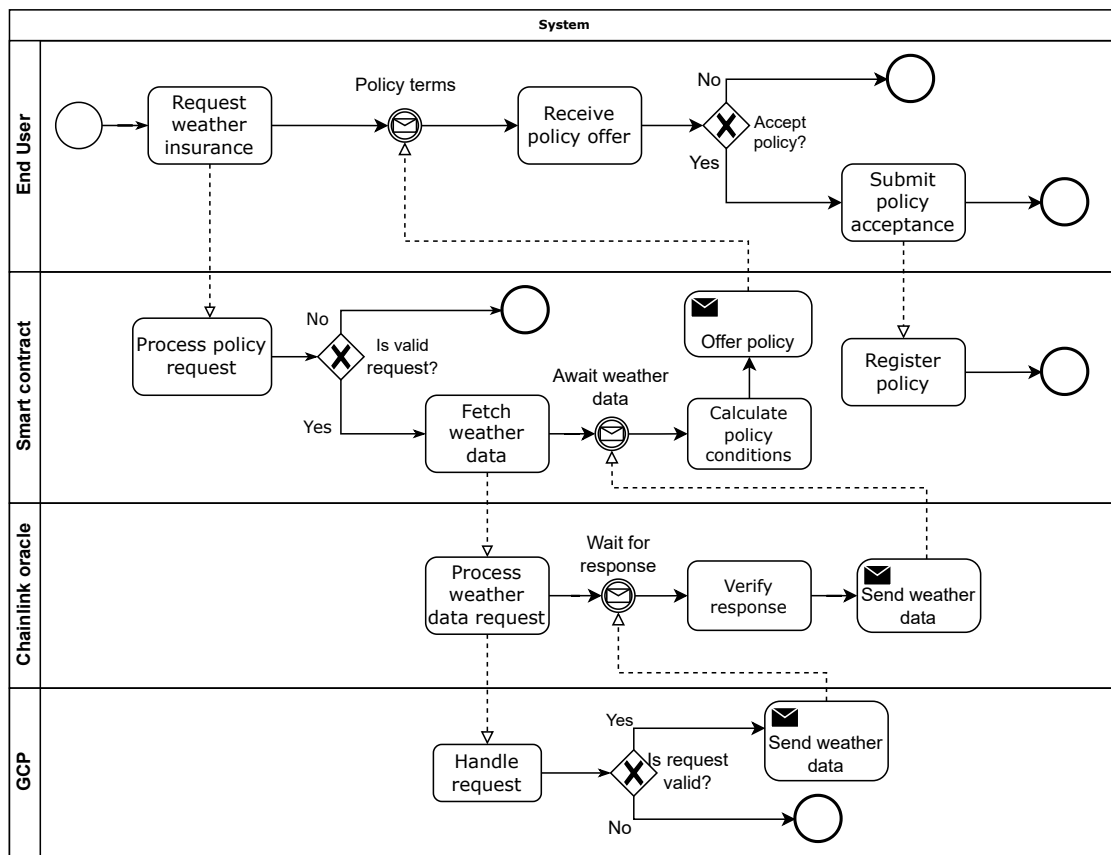 System
End User
Request
weather
insurance
Policy terms
Receive
policy offer
No
Accept
policy?
Yes
Submit
policy
acceptance
Smart contract
Process policy
request
No
Is valid
request?
Yes
Fetch
weather
data
Await weather
data
Offer policy
Calculate
policy
conditions
Register
policy
Chainlink oracle
Process
weather
data request
Wait for
response
Verify
response
Send weather
data
GCP
Handle
request
Yes
Is request
valid?
No
Send weather
data